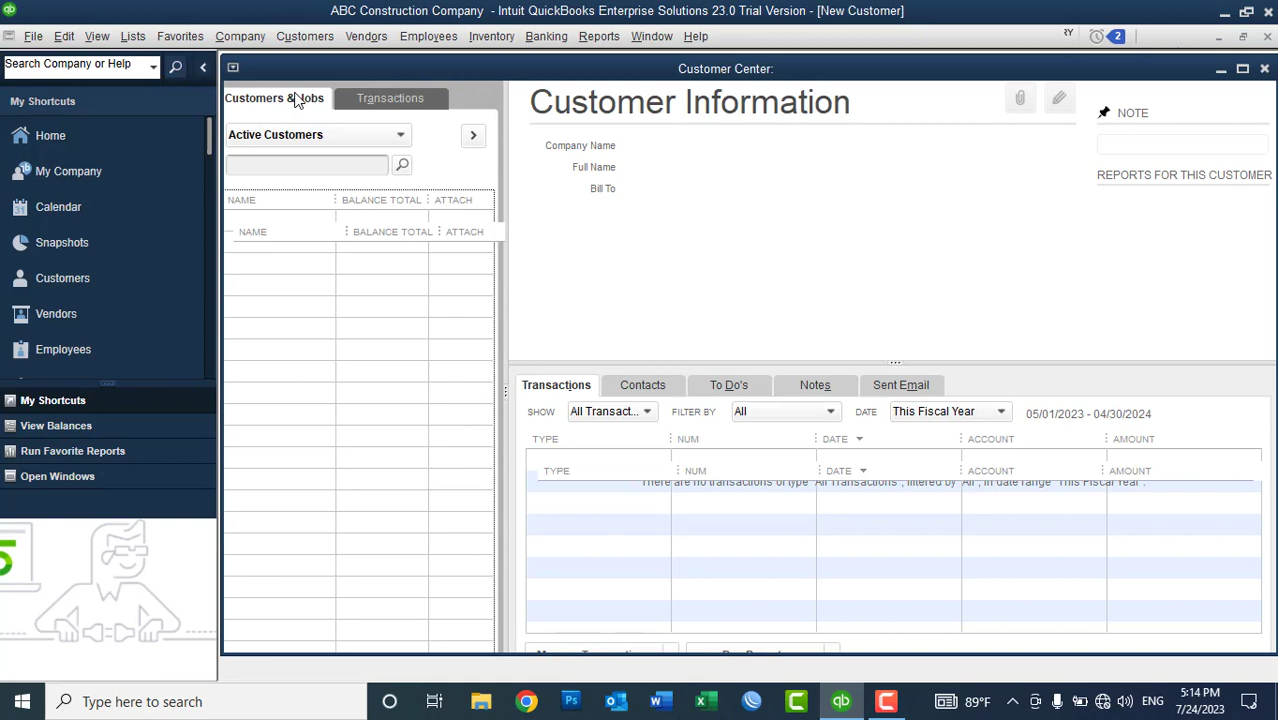 ABC Construction Company - Intuit QuickBooks Enterprise Solutions 23.0 Trial Version - [New Customer]
File Edit View Lists Favorites Company Customers Vendors Employees Inventory Banking Reports Window Help
RY 2
Search Company or Help
My Shortcuts
Home
My Company
Calendar
Snapshots
Customers
Vendors
Employees
My Shortcuts
View Balances
Run Favorite Reports
Open Windows
Customer Center:
Customers & Jobs Transactions
Active Customers
NAME BALANCE TOTAL ATTACH
NAME BALANCE TOTAL ATTACH
Customer Information
Company Name
Full Name
Bill To
NOTE
REPORTS FOR THIS CUSTOMER
Transactions Contacts To Do's Notes Sent Email
SHOW All Transact... FILTER BY All DATE This Fiscal Year 05/01/2023 - 04/30/2024
TYPE NUM DATE ACCOUNT AMOUNT
TYPE NUM DATE ACCOUNT AMOUNT
There are no transactions of type "All Transactions", filtered by "All", in date range "This Fiscal Year".
Type here to search
89°F
ENG
5:14 PM
7/24/2023